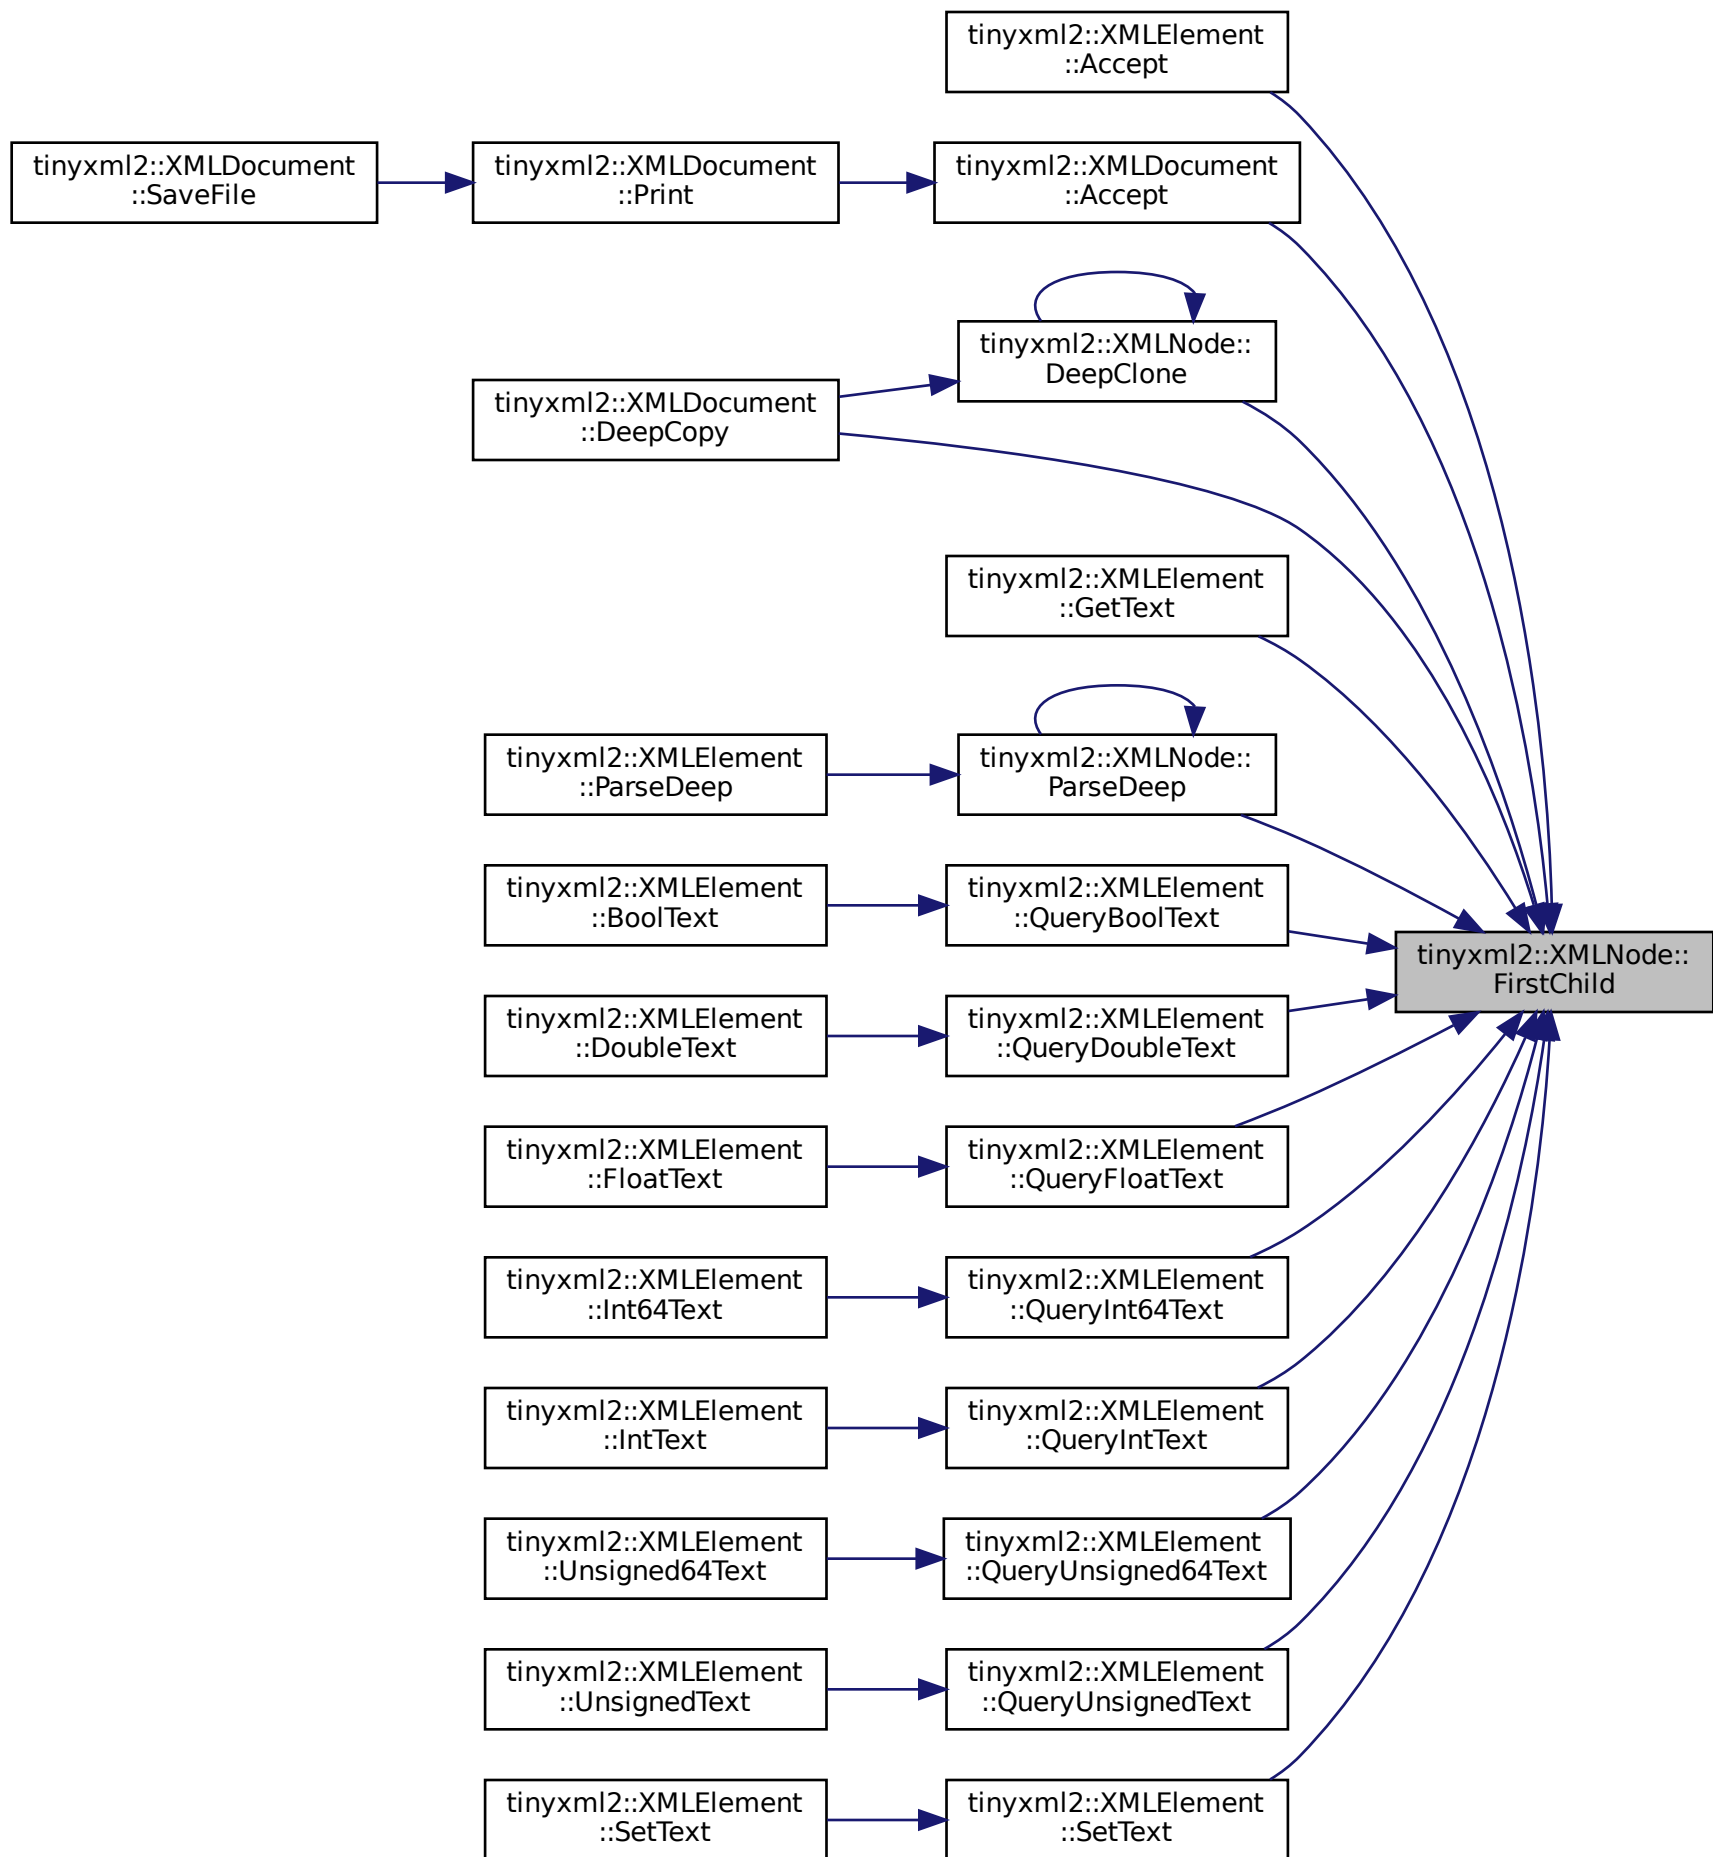 tinyxml2::XMLElement
::Accept
tinyxml2::XMLDocument
::SaveFile
tinyxml2::XMLDocument
::Print
tinyxml2::XMLDocument
::Accept
tinyxml2::XMLNode::
DeepClone
tinyxml2::XMLDocument
::DeepCopy
tinyxml2::XMLElement
::GetText
tinyxml2::XMLElement
::ParseDeep
tinyxml2::XMLNode::
ParseDeep
tinyxml2::XMLElement
::BoolText
tinyxml2::XMLElement
::QueryBoolText
tinyxml2::XMLNode::
FirstChild
tinyxml2::XMLElement
::DoubleText
tinyxml2::XMLElement
::QueryDoubleText
tinyxml2::XMLElement
::FloatText
tinyxml2::XMLElement
::QueryFloatText
tinyxml2::XMLElement
::Int64Text
tinyxml2::XMLElement
::QueryInt64Text
tinyxml2::XMLElement
::IntText
tinyxml2::XMLElement
::QueryIntText
tinyxml2::XMLElement
::Unsigned64Text
tinyxml2::XMLElement
::QueryUnsigned64Text
tinyxml2::XMLElement
::UnsignedText
tinyxml2::XMLElement
::QueryUnsignedText
tinyxml2::XMLElement
::SetText
tinyxml2::XMLElement
::SetText